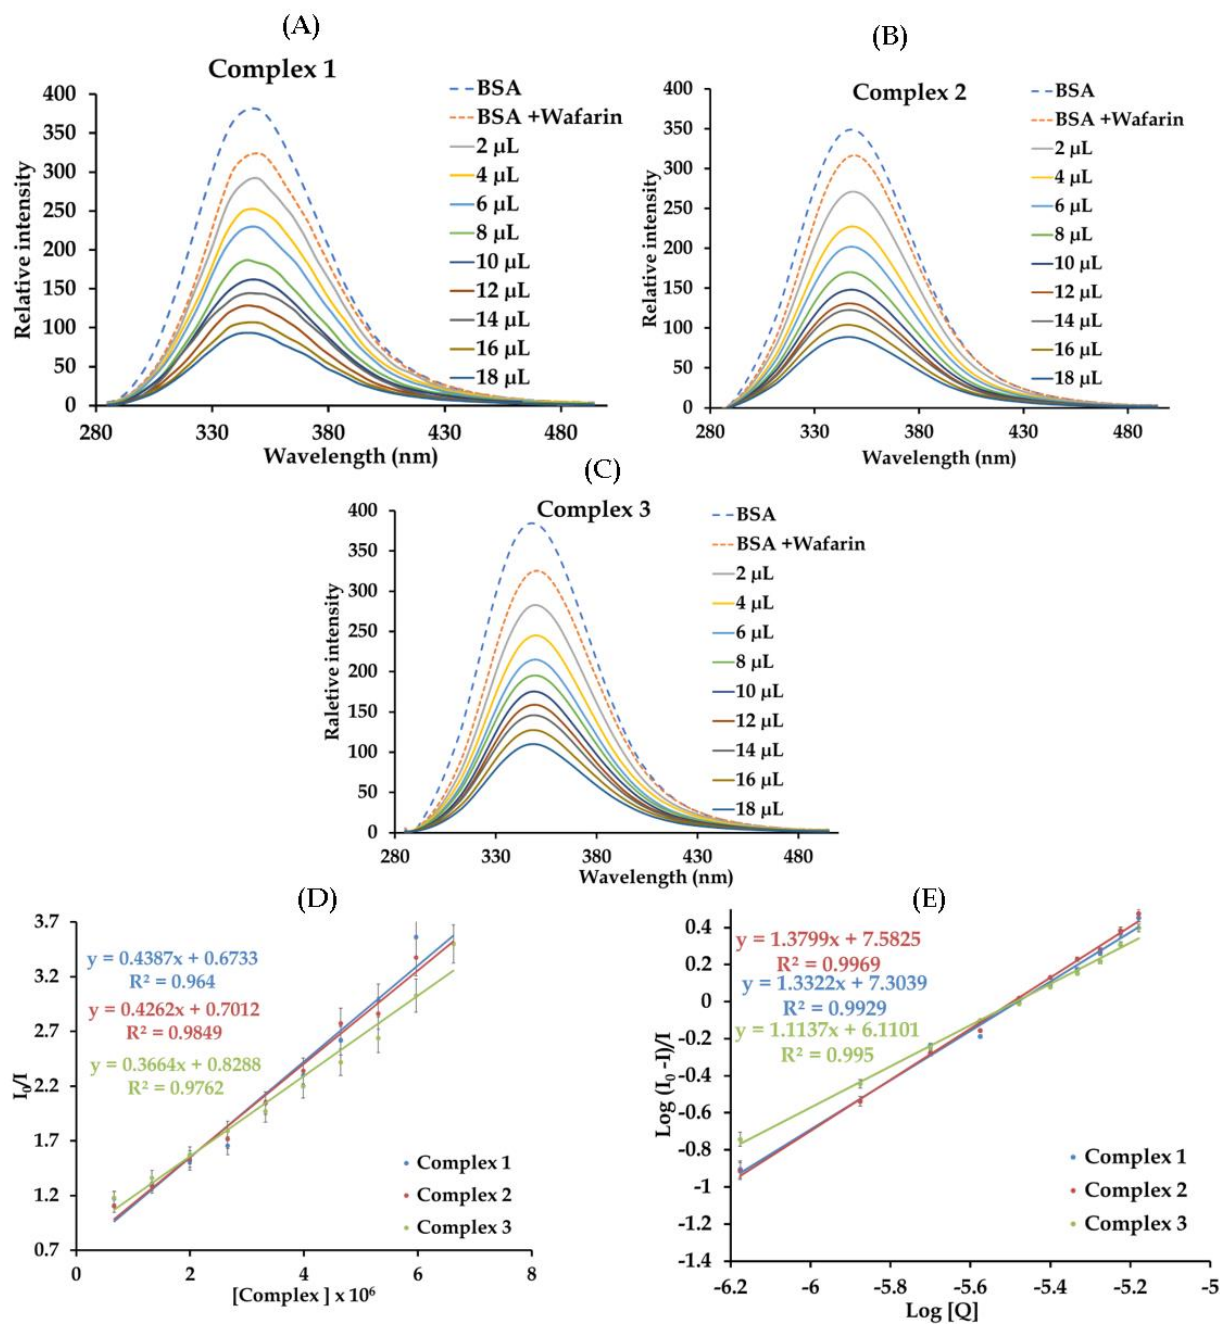 (A)
Complex 1
400
350
300
250
200
150
100
50
0
280
330
380
430
480
Relative intensity
Wavelength (nm)
BSA
BSA +Wafarin
2 µL
4 µL
6 µL
8 µL
10 µL
12 µL
14 µL
16 µL
18 µL
(B)
Complex 2
400
350
300
250
200
150
100
50
0
280
330
380
430
480
Relative intensity
Wavelength (nm)
BSA
BSA +Wafarin
2 µL
4 µL
6 µL
8 µL
10 µL
12 µL
14 µL
16 µL
18 µL
(C)
Complex 3
400
350
300
250
200
150
100
50
0
280
330
380
430
480
Raletive intensity
Wavelength (nm)
BSA
BSA +Wafarin
2 µL
4 µL
6 µL
8 µL
10 µL
12 µL
14 µL
16 µL
18 µL
(D)
3.7
3.2
2.7
2.2
1.7
1.2
0.7
0
2
4
6
8
I₀/I
[Complex ] x 10⁶
y = 0.4387x + 0.6733
R² = 0.964
y = 0.4262x + 0.7012
R² = 0.9849
y = 0.3664x + 0.8288
R² = 0.9762
Complex 1
Complex 2
Complex 3
(E)
0.4
0.2
0
-0.2
-0.4
-0.6
-0.8
-1
-1.2
-1.4
-6.2
-6
-5.8
-5.6
-5.4
-5.2
-5
Log (I₀ -I)/I
Log [Q]
y = 1.3799x + 7.5825
R² = 0.9969
y = 1.3322x + 7.3039
R² = 0.9929
y = 1.1137x + 6.1101
R² = 0.995
Complex 1
Complex 2
Complex 3